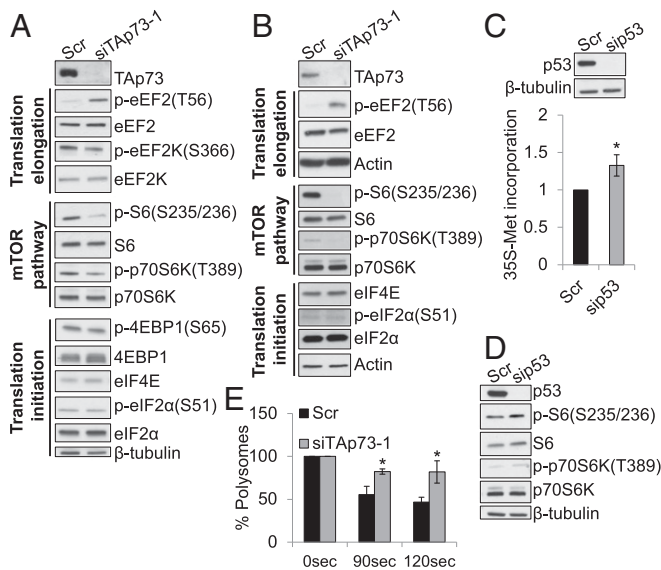 A
Scr
siTAp73-1
TAp73
p-eEF2(T56)
eEF2
p-eEF2K(S366)
eEF2K
Translation
elongation
p-S6(S235/236)
S6
p-p70S6K(T389)
p70S6K
mTOR
pathway
p-4EBP1(S65)
4EBP1
eIF4E
p-eIF2α(S51)
eIF2α
β-tubulin
Translation
initiation
B
Scr
siTAp73-1
TAp73
p-eEF2(T56)
eEF2
Actin
Translation
elongation
p-S6(S235/236)
S6
p-p70S6K(T389)
p70S6K
mTOR
pathway
eIF4E
p-eIF2α(S51)
eIF2α
Actin
Translation
initiation
C
Scr
sip53
p53
β-tubulin
35S-Met incorporation
2
1.5
1
0.5
0
*
Scr
sip53
D
Scr
sip53
p53
p-S6(S235/236)
S6
p-p70S6K(T389)
p70S6K
β-tubulin
E
Scr
siTAp73-1
% Polysomes
150
100
50
0
*
*
0sec
90sec
120sec